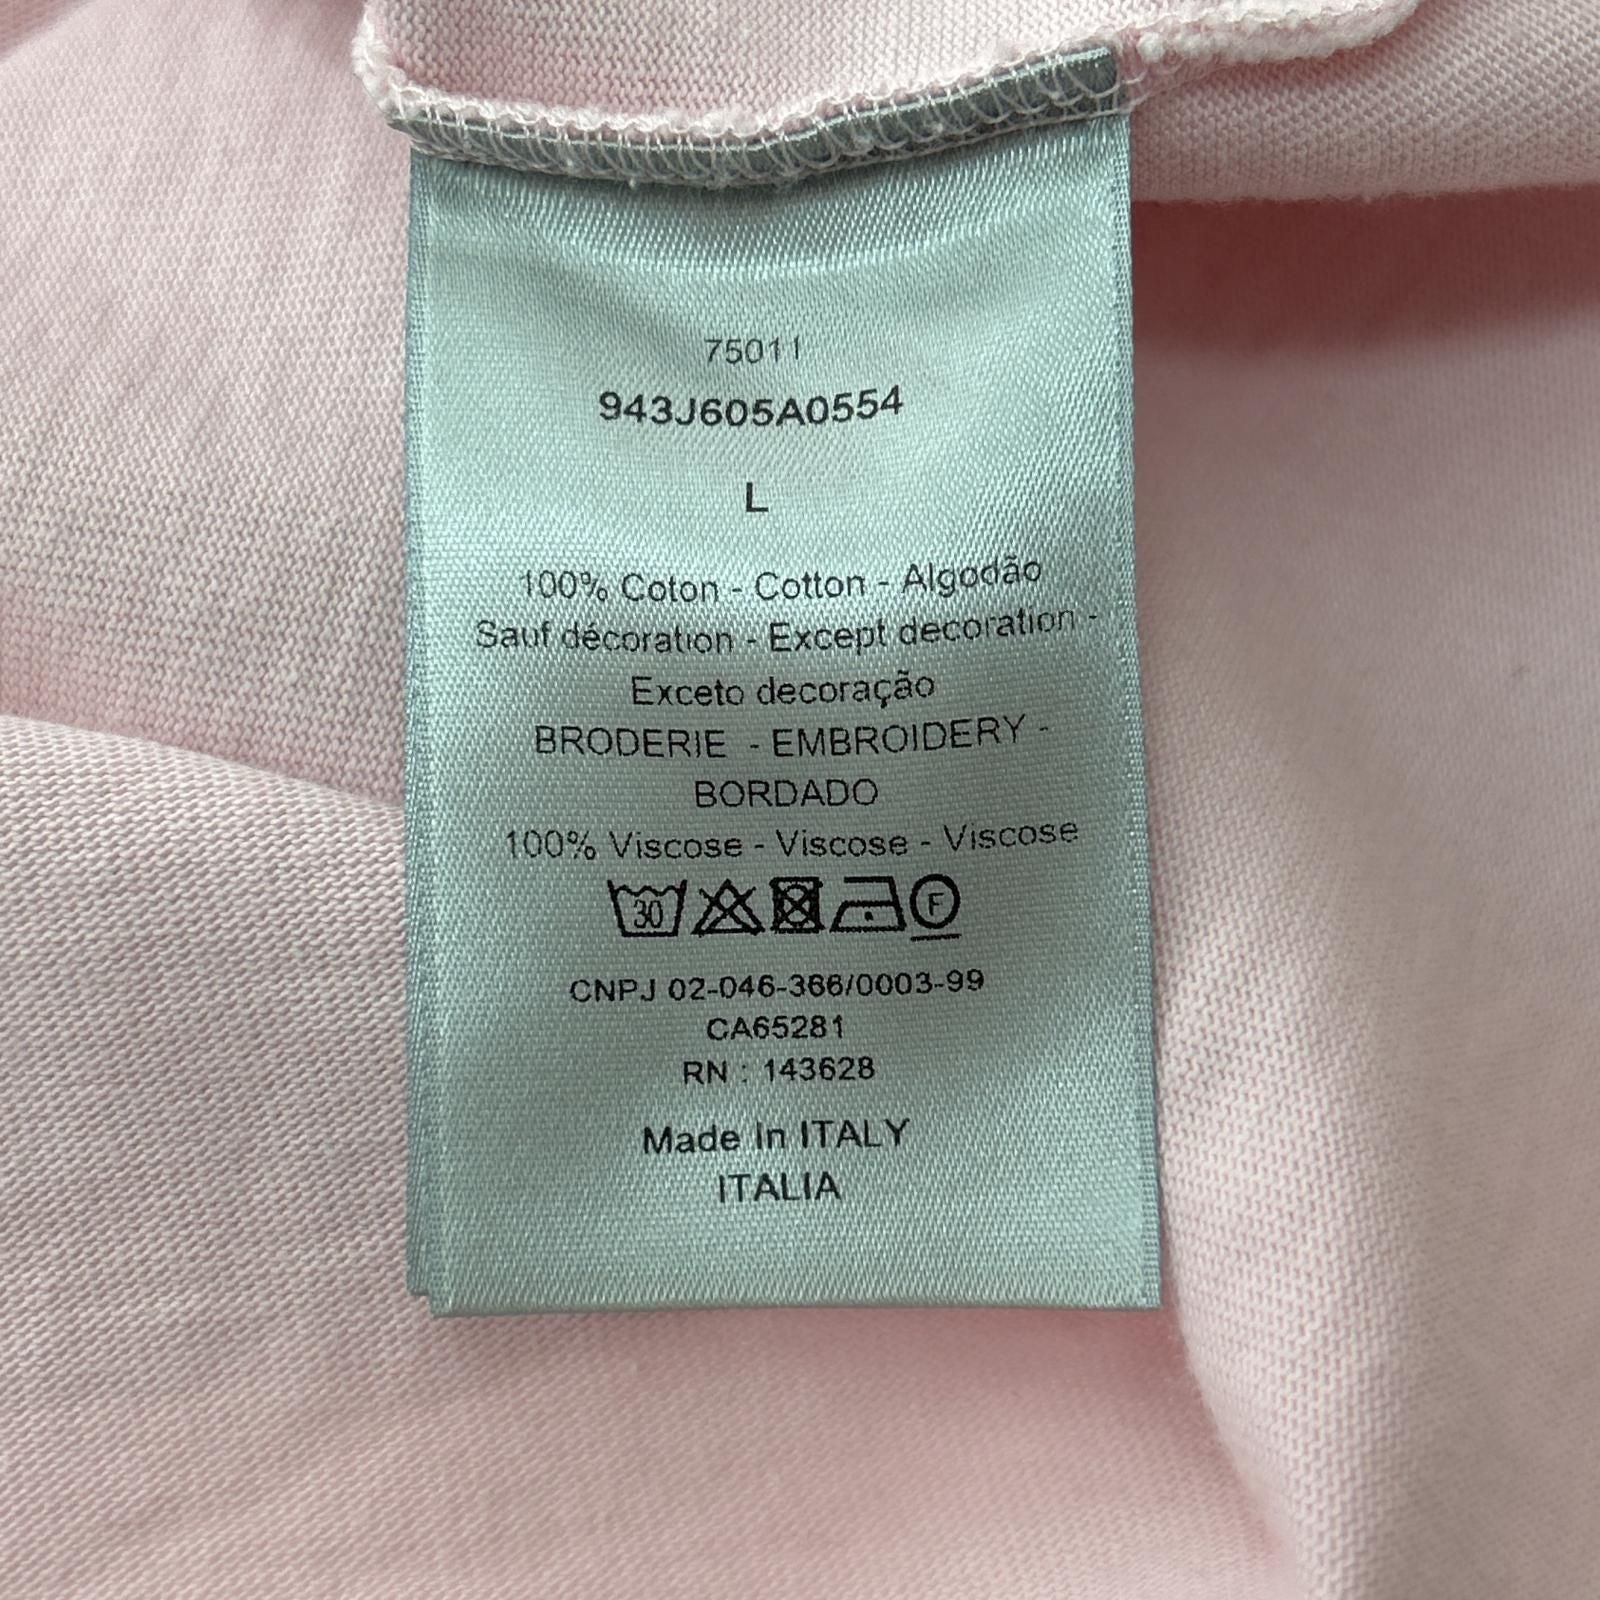 75011
943J605A0554
L
100% Coton - Cotton - Algodão
Sauf décoration - Except decoration -
Exceto decoração
BRODERIE - EMBROIDERY -
BORDADO
100% Viscose - Viscose - Viscose
30 F
CNPJ 02-046-366/0003-99
CA65281
RN : 143628
Made In ITALY
ITALIA